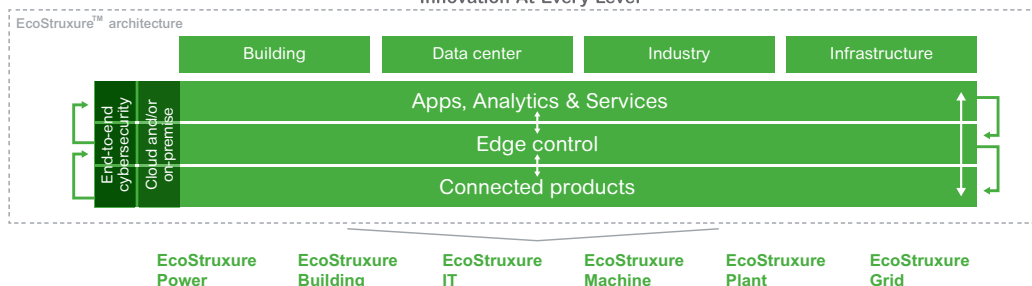 Innovation At Every Level
EcoStruxure™ architecture
Building
Data center
Industry
Infrastructure
End-to-end
cybersecurity
Cloud and/or
on-premise
Apps, Analytics & Services
Edge control
Connected products
EcoStruxure
Power
EcoStruxure
Building
EcoStruxure
IT
EcoStruxure
Machine
EcoStruxure
Plant
EcoStruxure
Grid